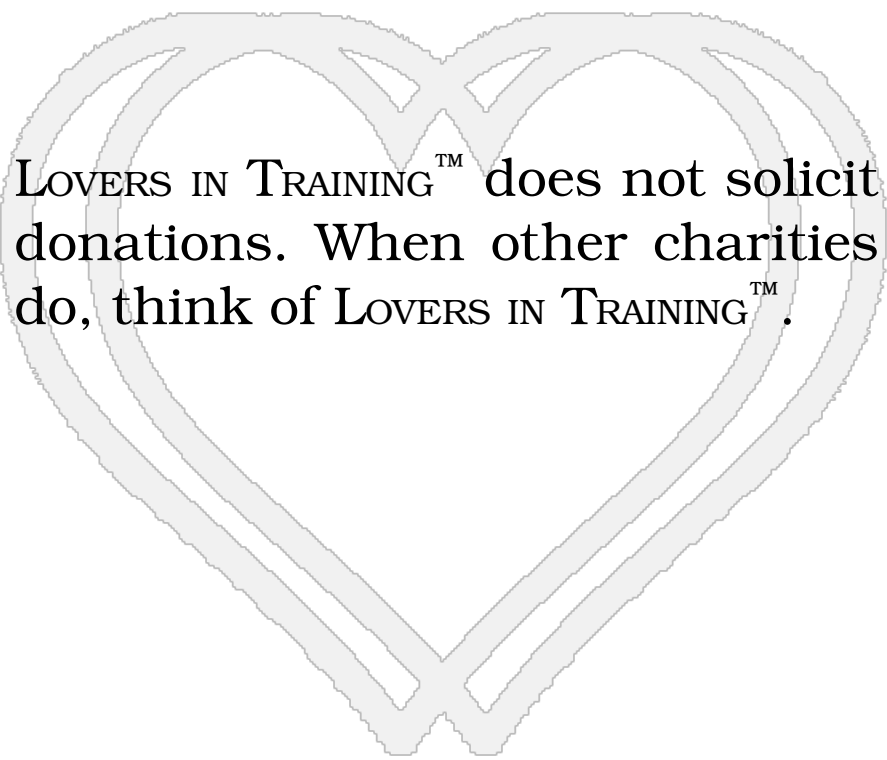 Lovers in Training™ does not solicit
donations. When other charities
do, think of Lovers in Training™.